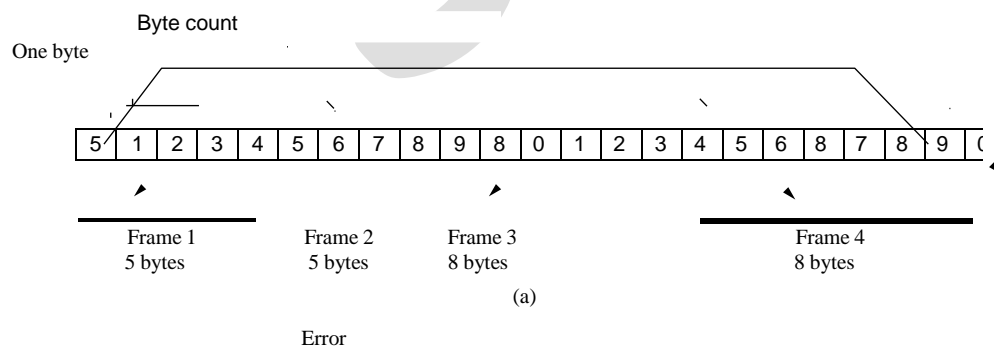 Byte count
One byte
5 1 2 3 4 5 6 7 8 9 8 0 1 2 3 4 5 6 8 7 8 9 0
Frame 1 Frame 2 Frame 3 Frame 4
5 bytes 5 bytes 8 bytes 8 bytes
(a)
Error